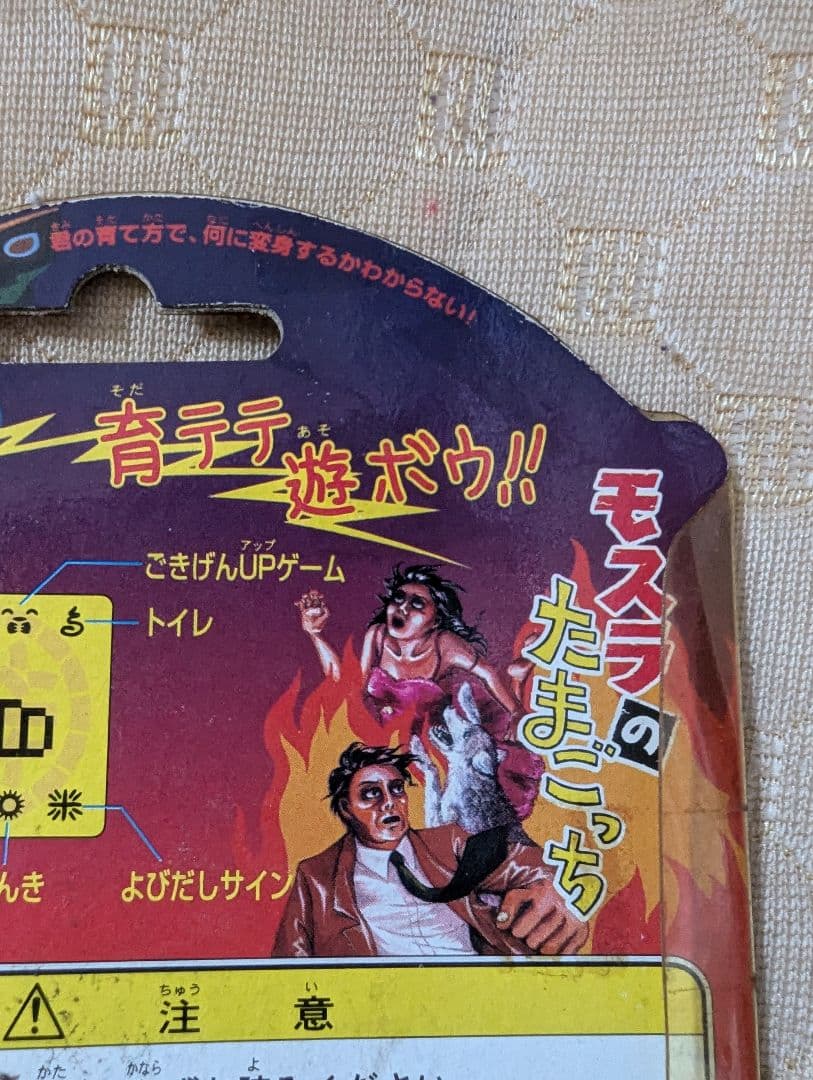 君の育て方で、何に変身するかわからない!
育テテ遊ボウ!!
モスラの
たまごっち
ごきげんUPゲーム
トイレ
んき
よびだしサイン
注意